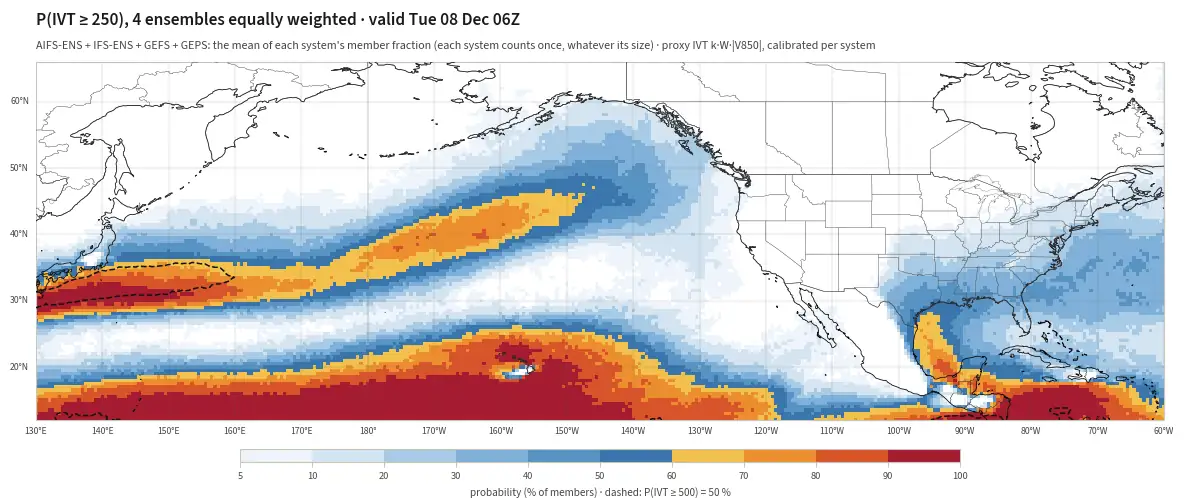 P(IVT ≥ 250), 4 ensembles equally weighted · valid Tue 08 Dec 06Z
AIFS-ENS + IFS-ENS + GEFS + GEPS: the mean of each system's member fraction (each system counts once, whatever its size) · proxy IVT k·W·|V850|, calibrated per system
60°N
50°N
40°N
30°N
20°N
130°E 140°E 150°E 160°E 170°E 180° 170°W 160°W 150°W 140°W 130°W 120°W 110°W 100°W 90°W 80°W 70°W 60°W
5 10 20 30 40 50 60 70 80 90 100
probability (% of members) · dashed: P(IVT ≥ 500) = 50 %